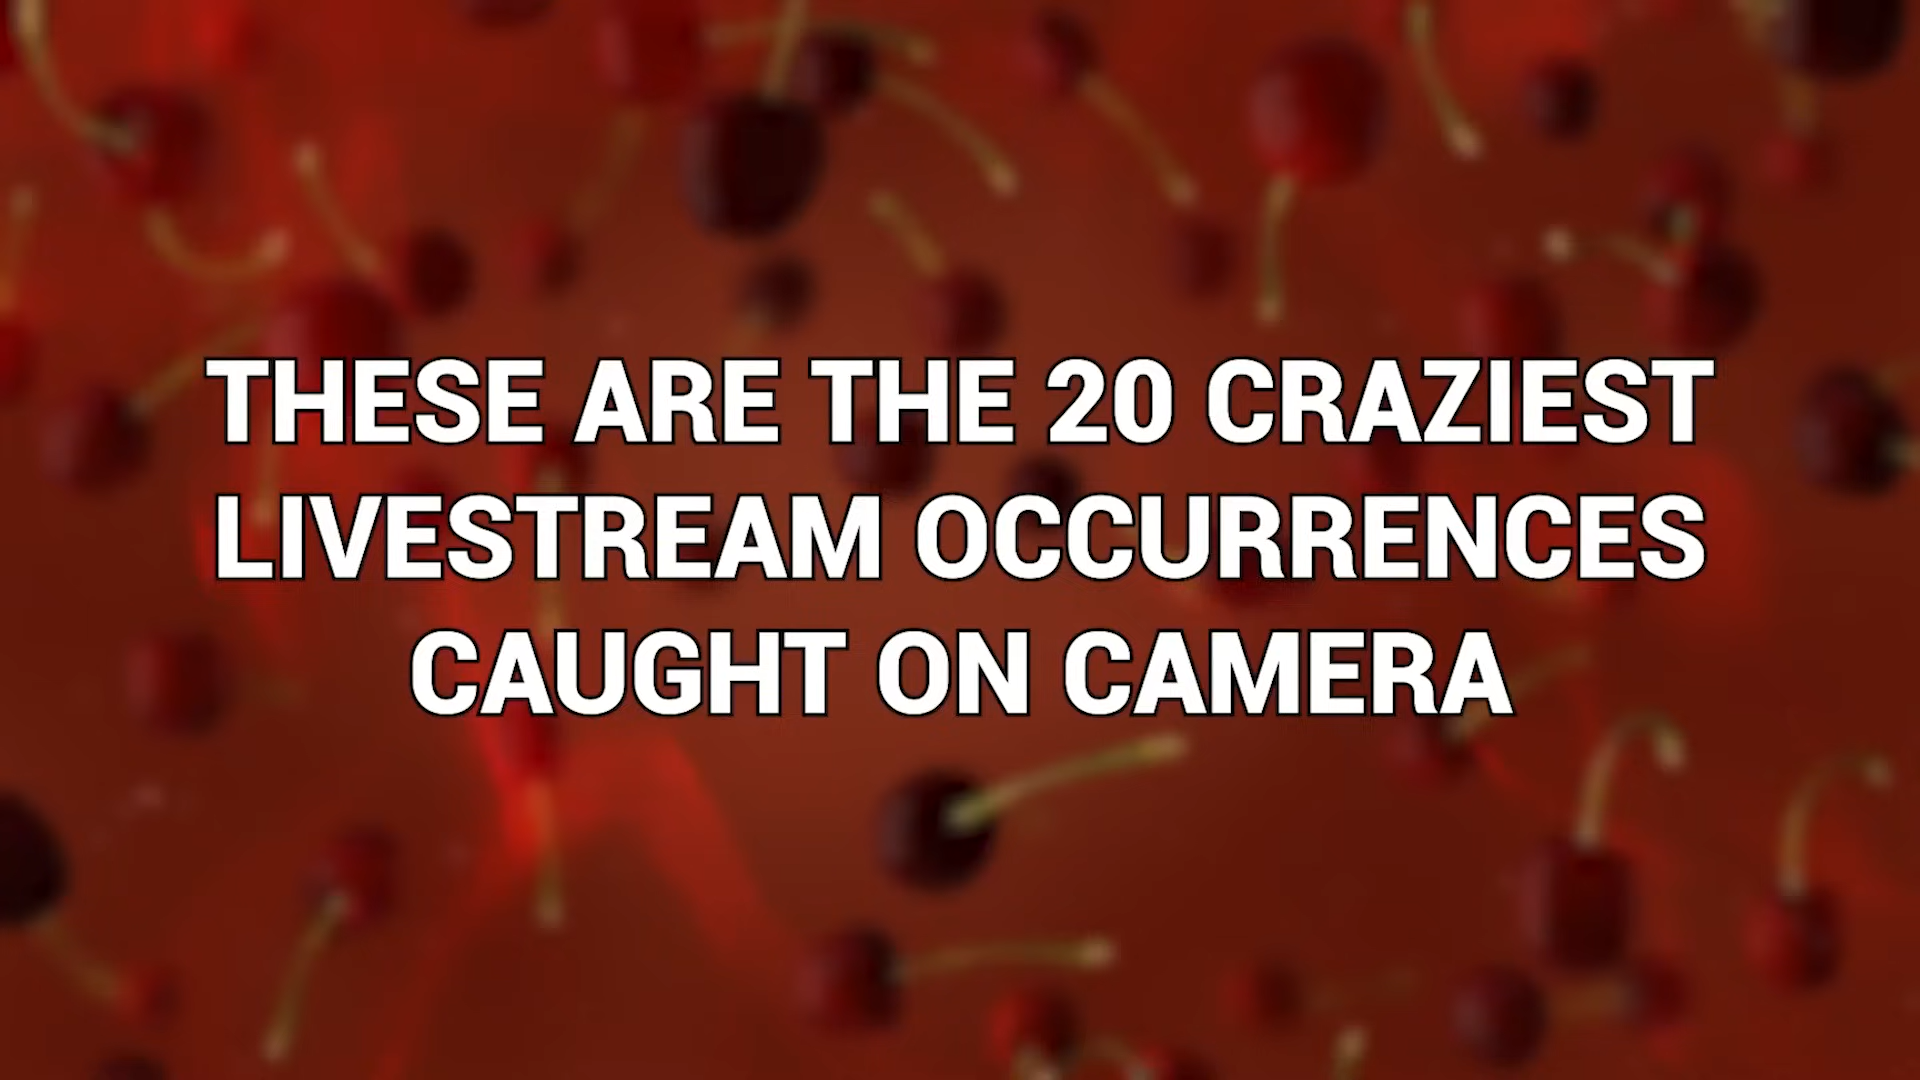 THESE ARE THE 20 CRAZIEST
LIVESTREAM OCCURRENCES
CAUGHT ON CAMERA